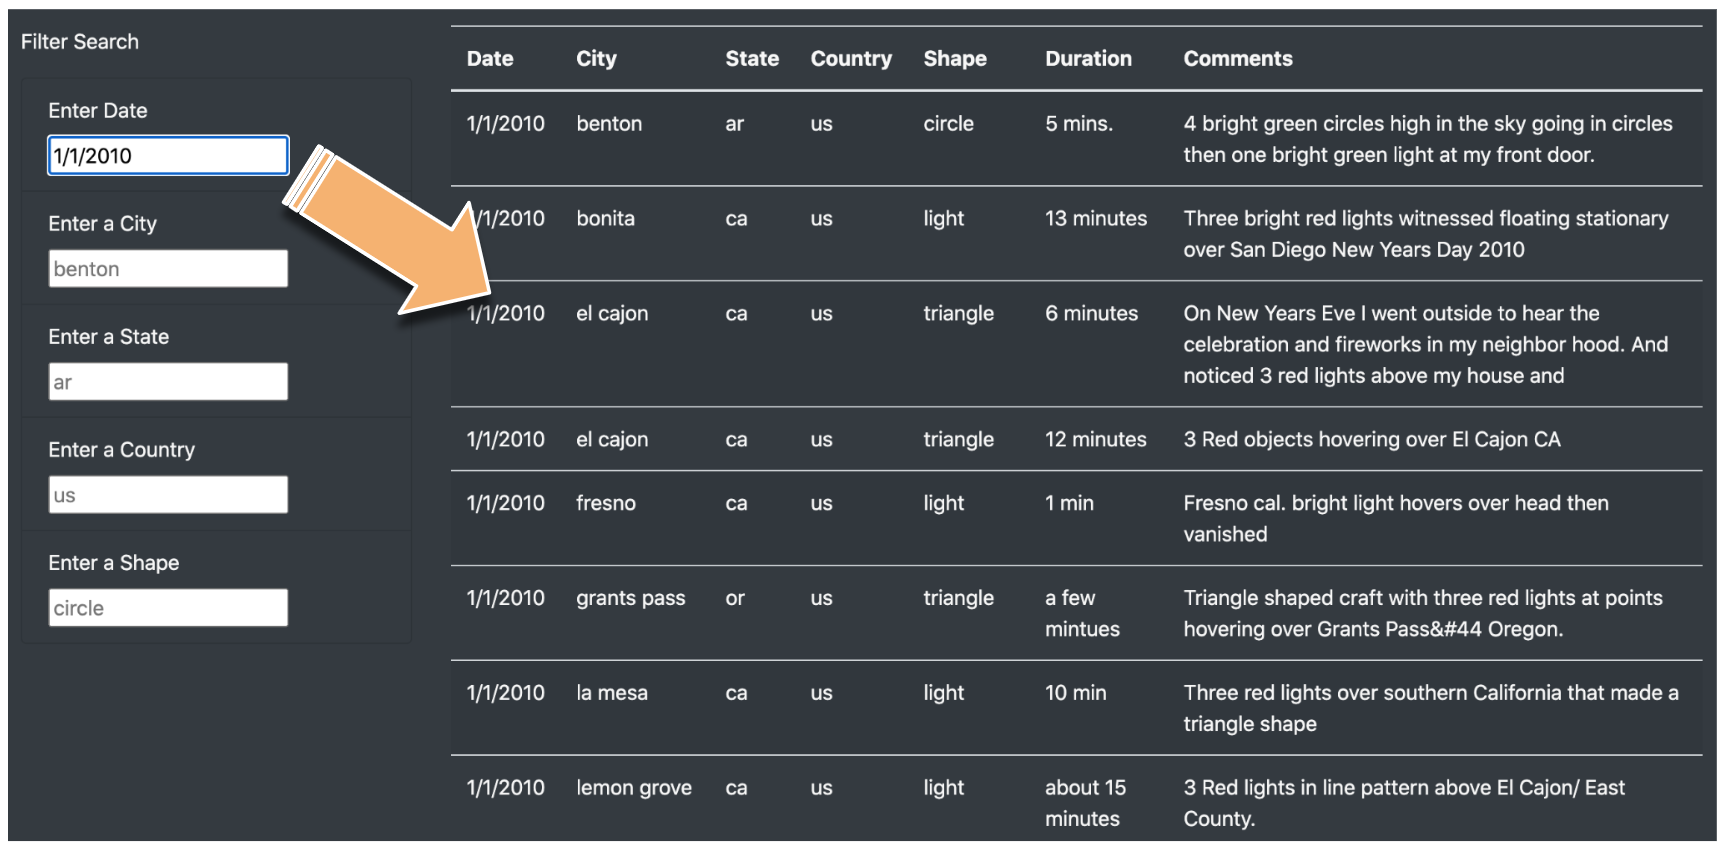 Filter Search
Enter Date
1/1/2010
Enter a City
benton
Enter a State
ar
Enter a Country
us
Enter a Shape
circle
Date City State Country Shape Duration Comments
1/1/2010 benton ar us circle 5 mins. 4 bright green circles high in the sky going in circles
then one bright green light at my front door.
1/1/2010 bonita ca us light 13 minutes Three bright red lights witnessed floating stationary
over San Diego New Years Day 2010
1/1/2010 el cajon ca us triangle 6 minutes On New Years Eve I went outside to hear the
celebration and fireworks in my neighbor hood. And
noticed 3 red lights above my house and
1/1/2010 el cajon ca us triangle 12 minutes 3 Red objects hovering over El Cajon CA
1/1/2010 fresno ca us light 1 min Fresno cal. bright light hovers over head then
vanished
1/1/2010 grants pass or us triangle a few Triangle shaped craft with three red lights at points
mintues hovering over Grants Pass&#44 Oregon.
1/1/2010 la mesa ca us light 10 min Three red lights over southern California that made a
triangle shape
1/1/2010 lemon grove ca us light about 15 3 Red lights in line pattern above El Cajon/ East
minutes County.